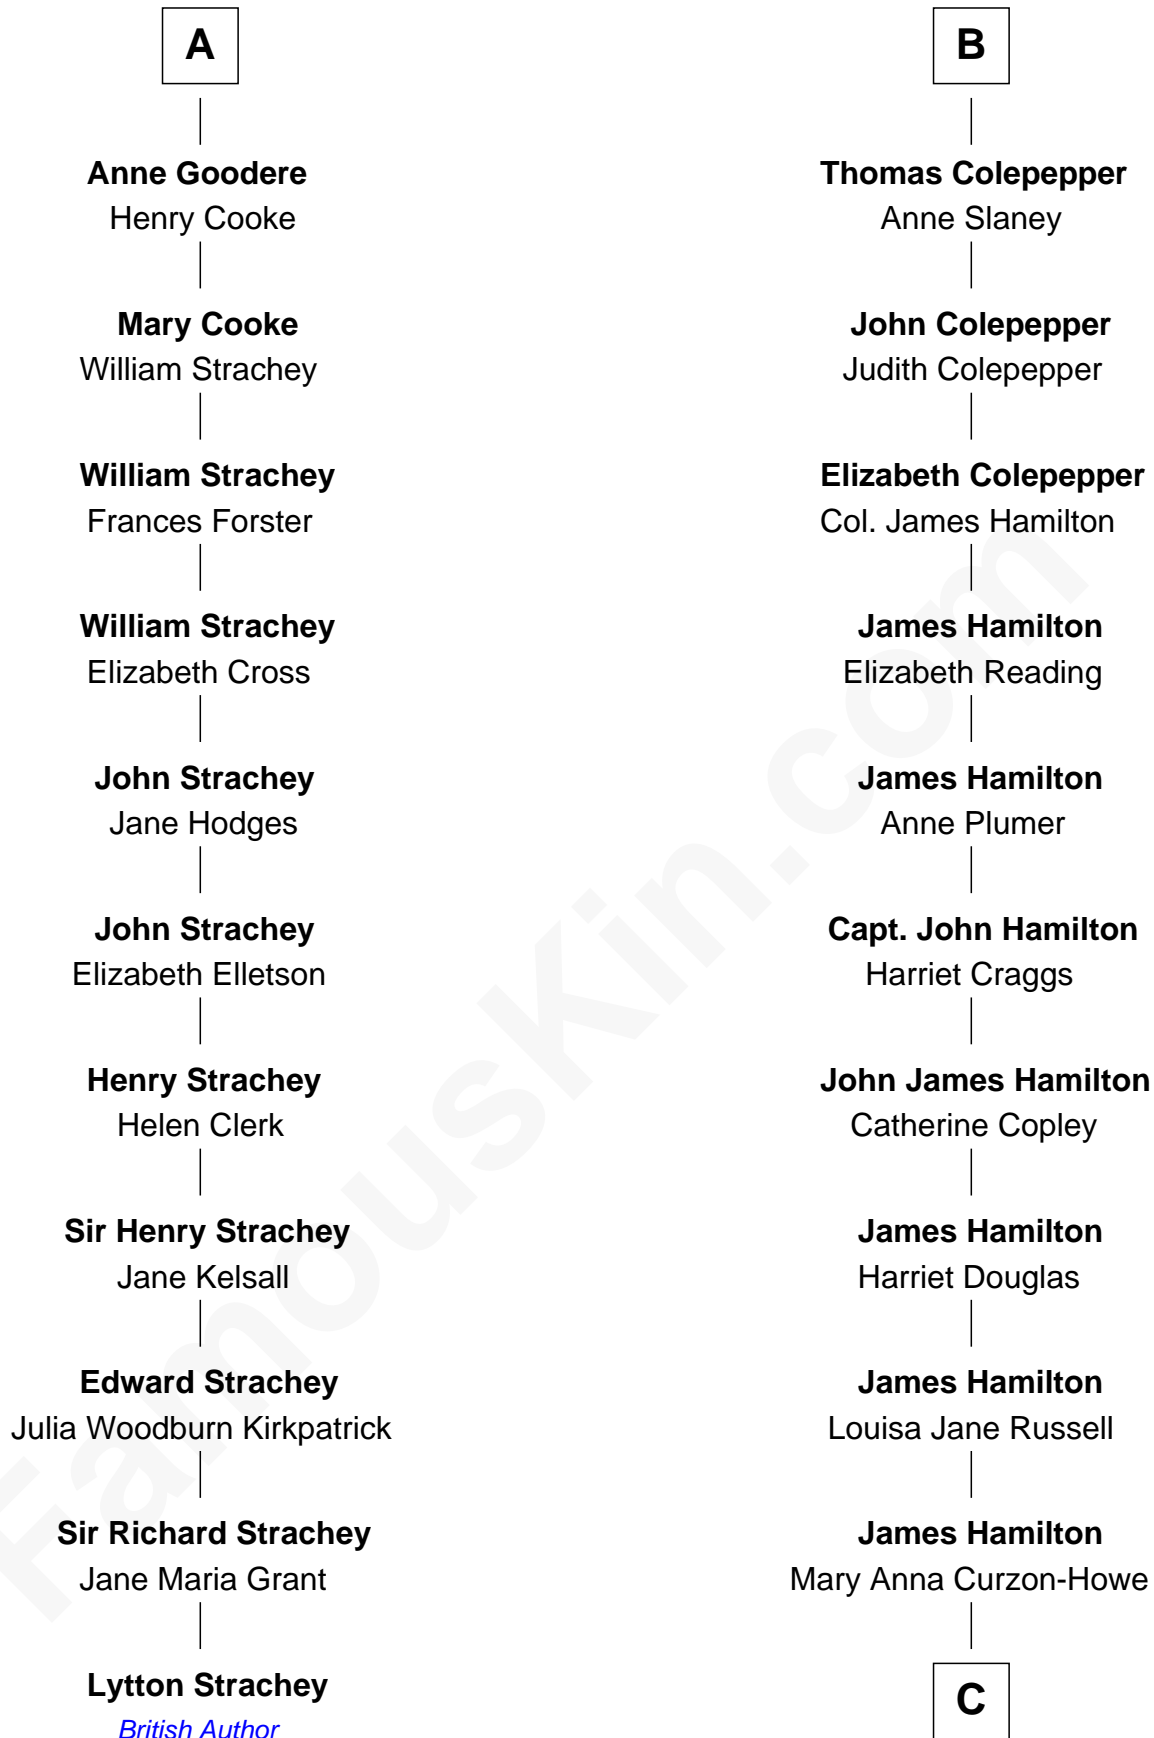 A
Anne Goodere
Henry Cooke
Mary Cooke
William Strachey
William Strachey
Frances Forster
William Strachey
Elizabeth Cross
John Strachey
Jane Hodges
John Strachey
Elizabeth Elletson
Henry Strachey
Helen Clerk
Sir Henry Strachey
Jane Kelsall
Edward Strachey
Julia Woodburn Kirkpatrick
Sir Richard Strachey
Jane Maria Grant
Lytton Strachey
British Author
B
Thomas Colepepper
Anne Slaney
John Colepepper
Judith Colepepper
Elizabeth Colepepper
Col. James Hamilton
James Hamilton
Elizabeth Reading
James Hamilton
Anne Plumer
Capt. John Hamilton
Harriet Craggs
John James Hamilton
Catherine Copley
James Hamilton
Harriet Douglas
James Hamilton
Louisa Jane Russell
James Hamilton
Mary Anna Curzon-Howe
C
FamousKin.com